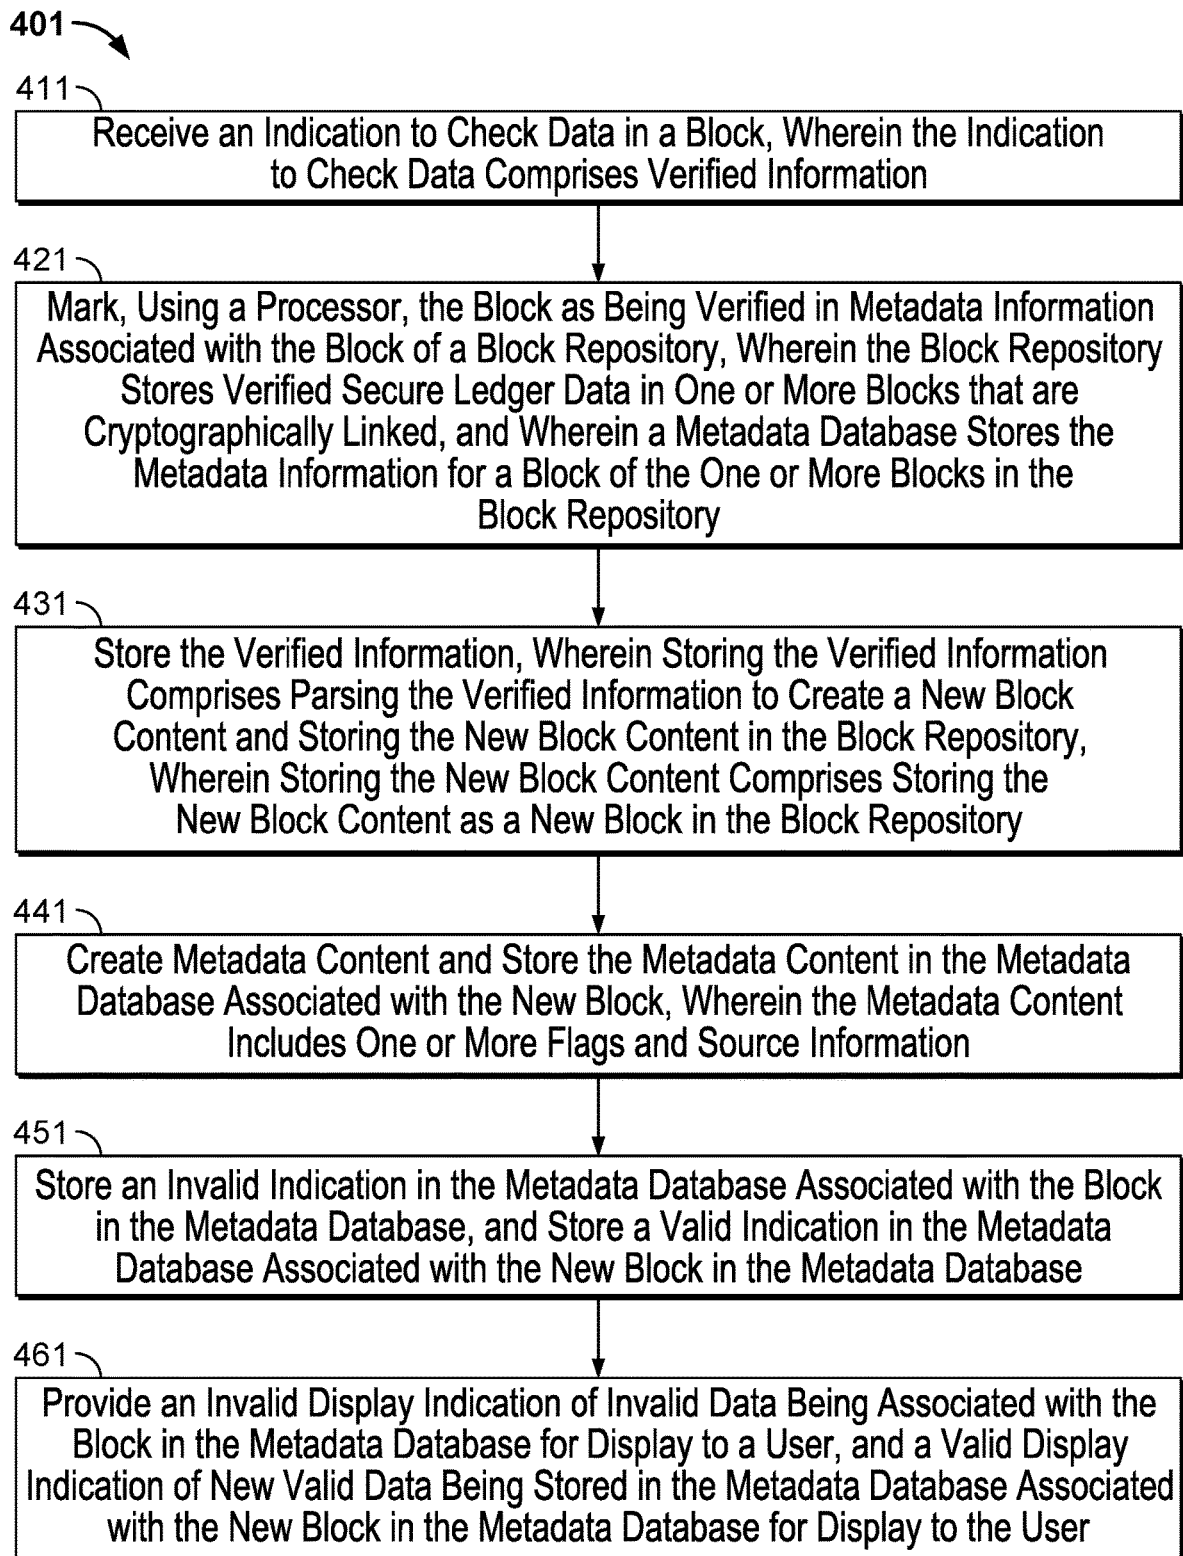 401
411
Receive an Indication to Check Data in a Block, Wherein the Indication
to Check Data Comprises Verified Information
421
Mark, Using a Processor, the Block as Being Verified in Metadata Information
Associated with the Block of a Block Repository, Wherein the Block Repository
Stores Verified Secure Ledger Data in One or More Blocks that are
Cryptographically Linked, and Wherein a Metadata Database Stores the
Metadata Information for a Block of the One or More Blocks in the
Block Repository
431
Store the Verified Information, Wherein Storing the Verified Information
Comprises Parsing the Verified Information to Create a New Block
Content and Storing the New Block Content in the Block Repository,
Wherein Storing the New Block Content Comprises Storing the
New Block Content as a New Block in the Block Repository
441
Create Metadata Content and Store the Metadata Content in the Metadata
Database Associated with the New Block, Wherein the Metadata Content
Includes One or More Flags and Source Information
451
Store an Invalid Indication in the Metadata Database Associated with the Block
in the Metadata Database, and Store a Valid Indication in the Metadata
Database Associated with the New Block in the Metadata Database
461
Provide an Invalid Display Indication of Invalid Data Being Associated with the
Block in the Metadata Database for Display to a User, and a Valid Display
Indication of New Valid Data Being Stored in the Metadata Database Associated
with the New Block in the Metadata Database for Display to the User